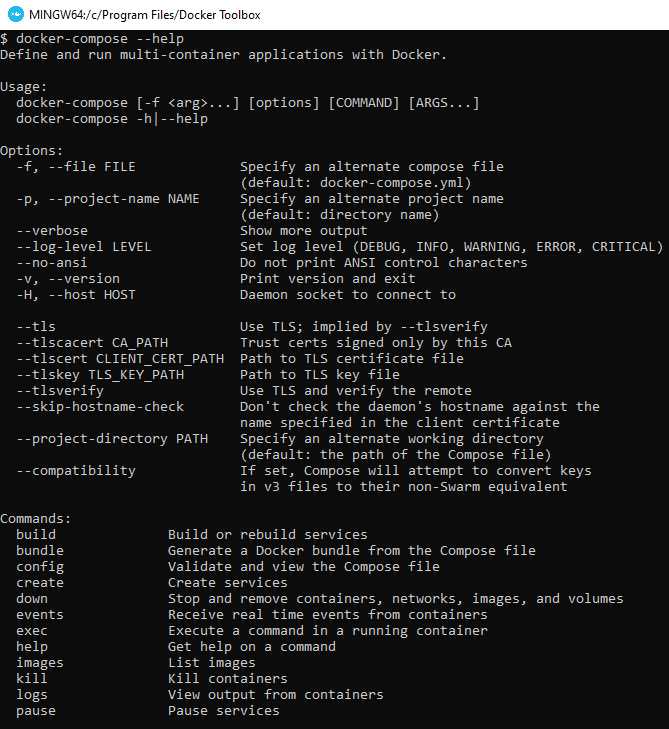 MINGW64:/c/Program Files/Docker Toolbox
$ docker-compose --help
Define and run multi-container applications with Docker.
Usage:
docker-compose [-f <arg>...] [options] [COMMAND] [ARGS...]
docker-compose -h|--help
Options:
-f, --file FILE Specify an alternate compose file
(default: docker-compose.yml)
-p, --project-name NAME Specify an alternate project name
(default: directory name)
--verbose Show more output
--log-level LEVEL Set log level (DEBUG, INFO, WARNING, ERROR, CRITICAL)
--no-ansi Do not print ANSI control characters
-v, --version Print version and exit
-H, --host HOST Daemon socket to connect to
--tls Use TLS; implied by --tlsverify
--tlscacert CA_PATH Trust certs signed only by this CA
--tlscert CLIENT_CERT_PATH Path to TLS certificate file
--tlskey TLS_KEY_PATH Path to TLS key file
--tlsverify Use TLS and verify the remote
--skip-hostname-check Don't check the daemon's hostname against the
name specified in the client certificate
--project-directory PATH Specify an alternate working directory
(default: the path of the Compose file)
--compatibility If set, Compose will attempt to convert keys
in v3 files to their non-Swarm equivalent
Commands:
build Build or rebuild services
bundle Generate a Docker bundle from the Compose file
config Validate and view the Compose file
create Create services
down Stop and remove containers, networks, images, and volumes
events Receive real time events from containers
exec Execute a command in a running container
help Get help on a command
images List images
kill Kill containers
logs View output from containers
pause Pause services